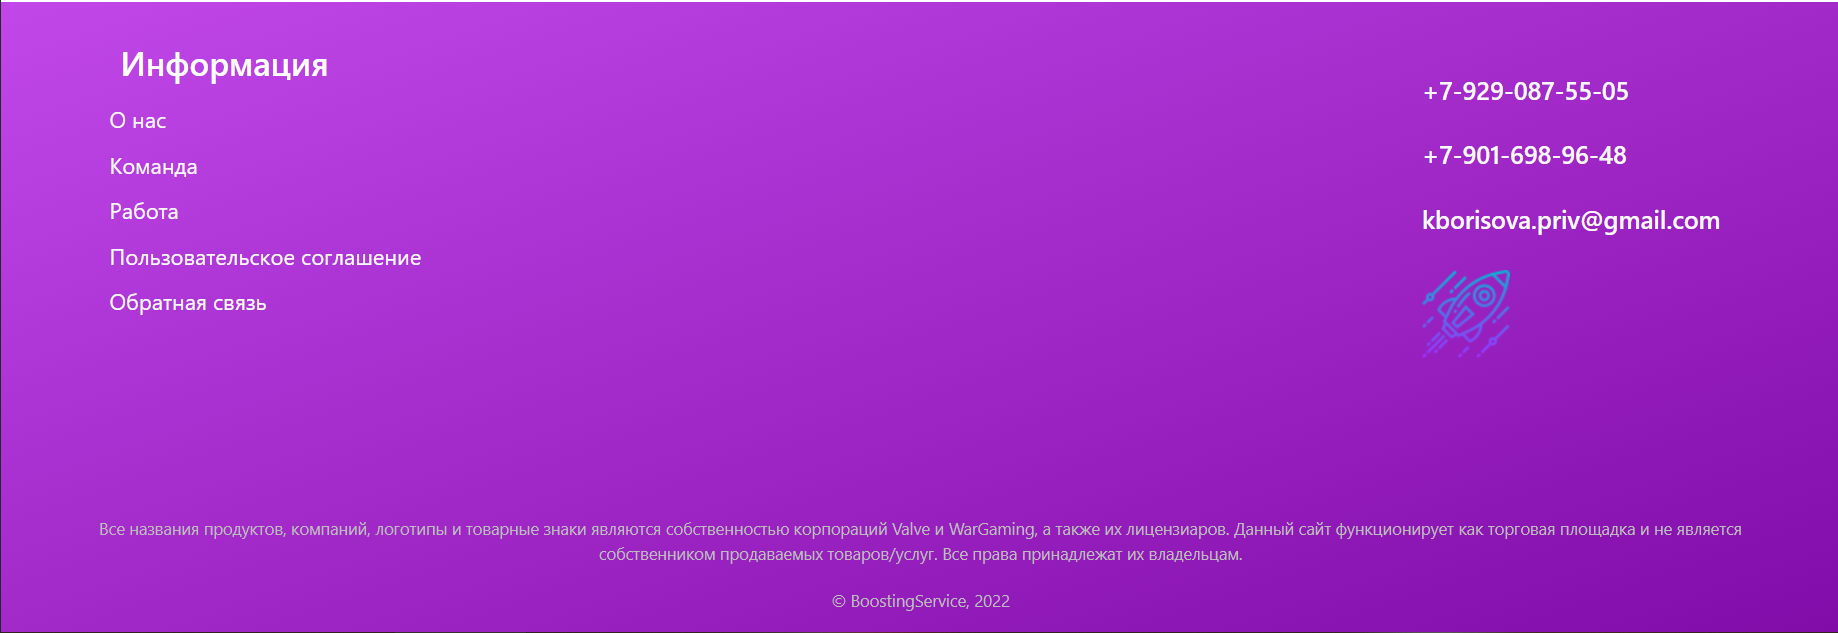 Информация
О нас
Команда
Работа
Пользовательское соглашение
Обратная связь
+7-929-087-55-05
+7-901-698-96-48
kborisova.priv@gmail.com
Все названия продуктов, компаний, логотипы и товарные знаки являются собственностью корпораций Valve и WarGaming, а также их лицензиаров. Данный сайт функционирует как торговая площадка и не является
собственником продаваемых товаров/услуг. Все права принадлежат их владельцам.
© BoostingService, 2022